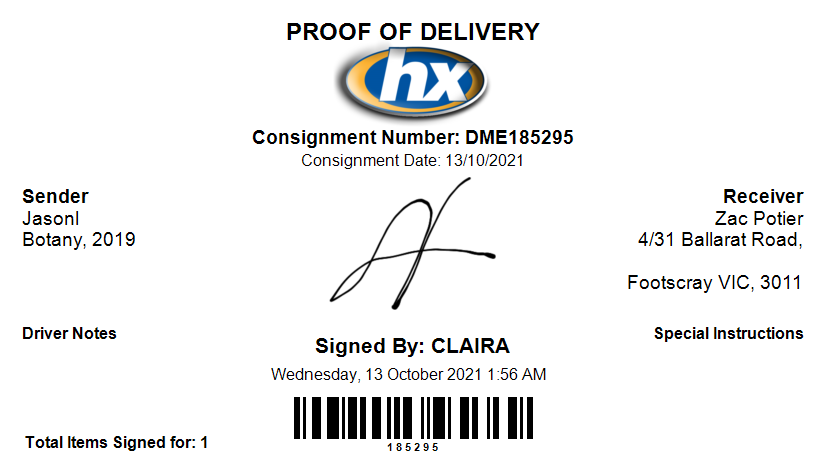 PROOF OF DELIVERY
hx
Consignment Number: DME185295
Consignment Date: 13/10/2021
Sender
JasonI
Botany, 2019
Receiver
Zac Potier
4/31 Ballarat Road,
Footscray VIC, 3011
Driver Notes
Special Instructions
Signed By: CLAIRA
Wednesday, 13 October 2021 1:56 AM
185295
Total Items Signed for: 1